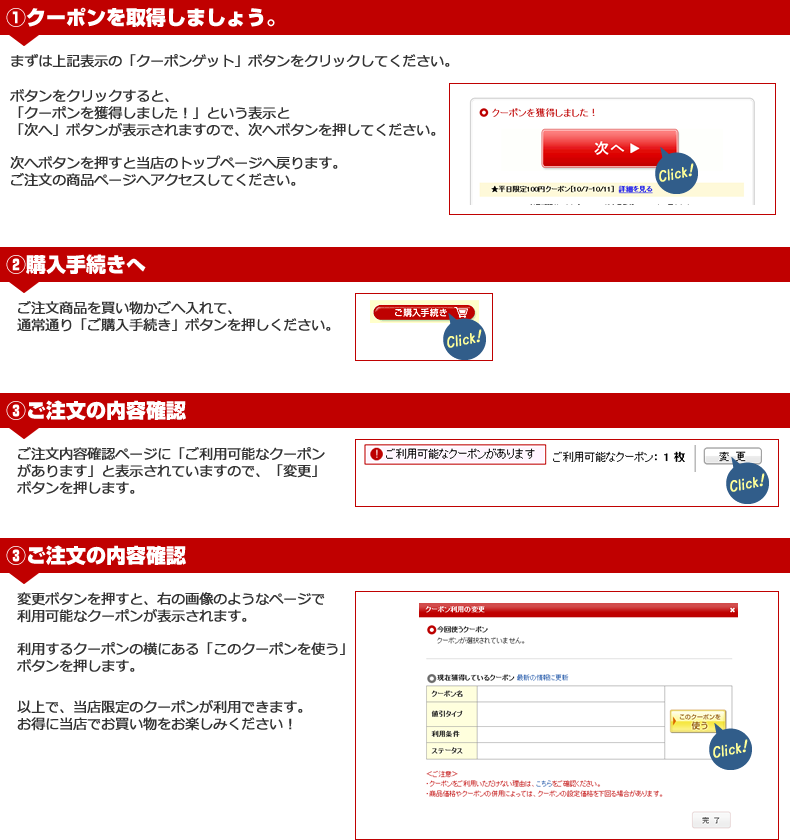 ①クーポンを取得しましょう。
まずは上記表示の「クーポンゲット」ボタンをクリックしてください。
ボタンをクリックすると、
「クーポンを獲得しました！」という表示と
「次へ」ボタンが表示されますので、次へボタンを押してください。
次へボタンを押すと当店のトップページへ戻ります。
ご注文の商品ページへアクセスしてください。
クーポンを獲得しました！
次へ
Click!
★平日限定100円クーポン[10/7-10/11] 詳細を見る
②購入手続きへ
ご注文商品を買い物かごへ入れて、
通常通り「ご購入手続き」ボタンを押しください。
ご購入手続き
Click!
③ご注文の内容確認
ご注文内容確認ページに「ご利用可能なクーポン
があります」と表示されていますので、「変更」
ボタンを押します。
ご利用可能なクーポンがあります ご利用可能なクーポン: 1 枚 変 更
Click!
③ご注文の内容確認
変更ボタンを押すと、右の画像のようなページで
利用可能なクーポンが表示されます。
利用するクーポンの横にある「このクーポンを使う」
ボタンを押します。
以上で、当店限定のクーポンが利用できます。
お得に当店でお買い物をお楽しみください！
クーポン利用の変更
今回使うクーポン
クーポンが選択されていません。
現在獲得しているクーポン 最新の情報に更新
クーポン名
値引タイプ
利用条件
ステータス
このクーポンを
使う
Click!
＜ご注意＞
・クーポンをご利用いただけない理由は、こちらをご確認ください。
・商品価格やクーポンの併用によっては、クーポンの設定価格を下回る場合があります。
完 了